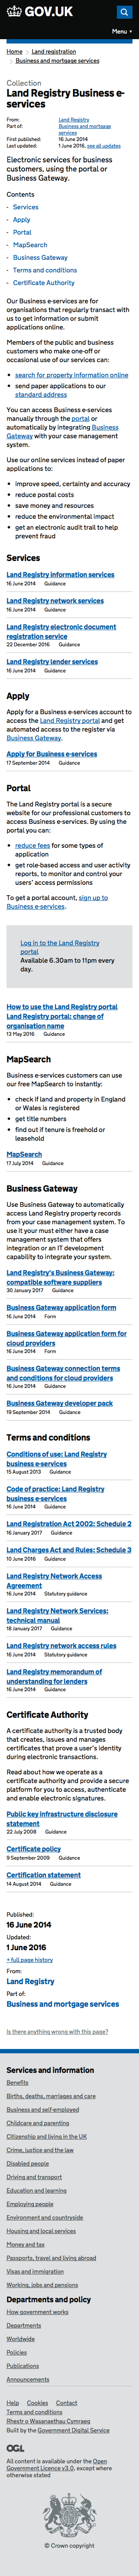 GOV.UK
Menu ▾
Home > Land registration
> Business and mortgage services
Collection
Land Registry Business e-
services
From: Land Registry
Part of: Business and mortgage
services
First published: 16 June 2014
Last updated: 1 June 2016, see all updates
Electronic services for business
customers, using the portal or
Business Gateway.
Contents
- Services
- Apply
- Portal
- MapSearch
- Business Gateway
- Terms and conditions
- Certificate Authority
Our Business e-services are for
organisations that regularly want to
use us to get information or to
submit applications online.
Members of the public and business
customers who make one-off or
occasional use of our services can:
• search for property information online
• send paper applications to our
standard address
You can access Business e-services
manually through the portal or
automatically by integrating Business
Gateway with your case management
system.
Use our online services instead of paper
applications to:
• improve speed, certainty and accuracy
• reduce postal costs
• save money and resources
• reduce the environmental impact
• get an electronic audit trail to help
prevent fraud
Services
Land Registry information services
16 June 2014 Guidance
Land Registry network services
16 June 2014 Guidance
Land Registry electronic document
registration service
22 December 2016 Guidance
Land Registry lender services
16 June 2014 Guidance
Apply
Apply for a Business e-services account to
access the Land Registry portal and get
the automated access to the register via
Business Gateway.
Apply for Business e-services
17 September 2014 Guidance
Portal
The Land Registry portal is a secure
website for our professional customers to
access Business e-services. By using the
portal you can:
• reduce fees for some types of
application
• get role-based access and user activity
reports, to monitor and control your
users' access permissions
To get a portal account, sign up to
Business e-services.
Log in to the Land Registry
portal
Available 6.30am to 11pm every
day.
How to use the Land Registry portal
Land Registry portal: change of
organisation name
13 May 2016 Guidance
MapSearch
Business e-services customers can use
the free MapSearch to instantly:
• check if land and property in England
or Wales is registered
• get title numbers
• find out if tenure is freehold or
leasehold
MapSearch
17 July 2014 Guidance
Business Gateway
Use Business Gateway to automatically
access Land Registry data from your own
case management system. To be able to
use it you must either have a case
management system that offers
integration or an IT development
capability to integrate your system.
Land Registry's Business Gateway:
compatible software suppliers
30 January 2017 Guidance
Business Gateway application form
16 June 2014 Form
Business Gateway application form for
cloud providers
16 June 2014 Form
Business Gateway connection terms
and conditions for cloud providers
16 June 2014 Guidance
Business Gateway developer pack
19 September 2014 Guidance
Terms and conditions
Conditions of use: Land Registry
business e-services
15 August 2013 Guidance
Code of practice: Land Registry
business e-services
16 June 2014 Guidance
Land Registration Act 2002: Schedule 2
16 January 2017 Guidance
Land Charges Act and Rules: Schedule 3
10 June 2016 Guidance
Land Registry Network Access
Agreement
16 June 2014 Statutory guidance
Land Registry Network Services:
technical manual
18 January 2017 Guidance
Land Registry network access rules
16 June 2014 Statutory guidance
Land Registry memorandum of
understanding for lenders
16 June 2014 Guidance
Certificate Authority
A certificate authority is a trusted body
that issues and manages digital
certificates that prove a user's identity
during electronic transactions.
Read about how we operate as a
certificate authority and provide a secure
platform for you to access, administrate
and enable electronic signatures.
Public key infrastructure disclosure
statement
22 July 2008 Guidance
Certificate policy
9 September 2009 Guidance
Certification statement
14 August 2014 Guidance
Published:
16 June 2014
Updated:
1 June 2016
+ full page history
From:
Land Registry
Part of:
Business and mortgage services
Is there anything wrong with this page?
Services and information
Benefits
Births, deaths, marriages and care
Business and self-employed
Childcare and parenting
Citizenship and living in the UK
Crime, justice and the law
Disabled people
Driving and transport
Education and learning
Employing people
Environment and countryside
Housing and local services
Money and tax
Passports, travel and living abroad
Visas and immigration
Working, jobs and pensions
Departments and policy
How government works
Departments
Worldwide
Policies
Publications
Announcements
Help Cookies Contact
Terms and conditions
Rhestr o Wasanaethau Cymraeg
Built by the Government Digital Service
OGL
All content is available under the Open
Government Licence v3.0, except where
otherwise stated
© Crown copyright